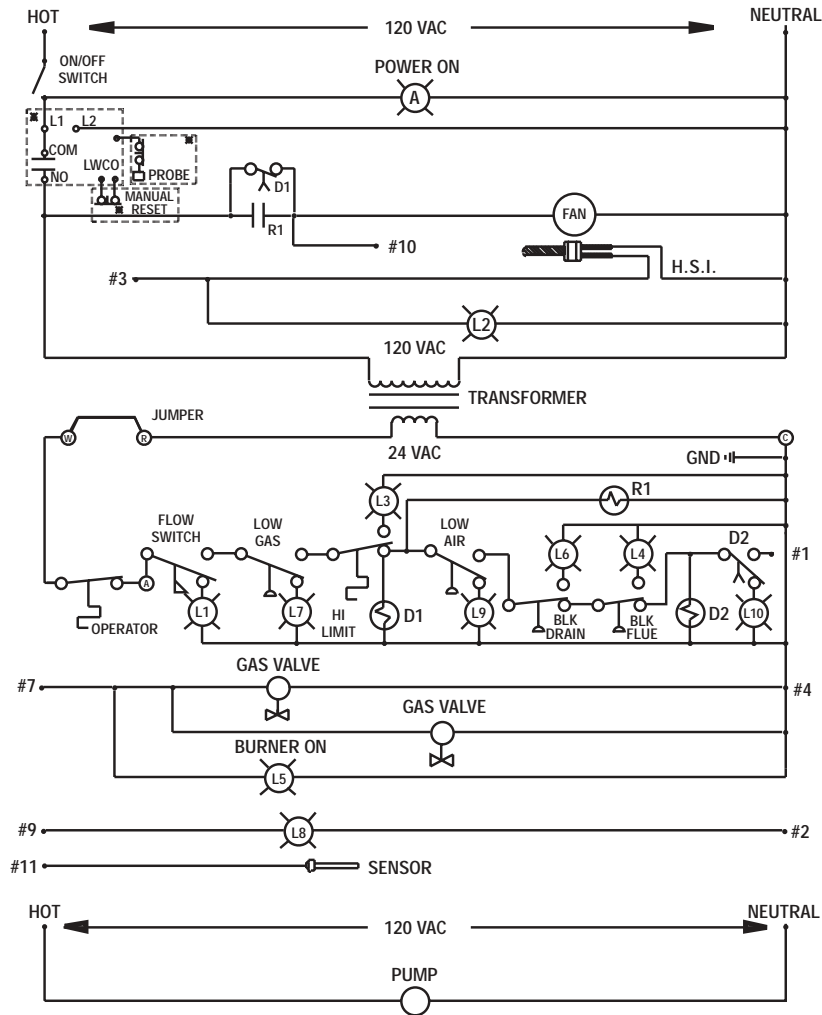 HOT
NEUTRAL
120 VAC
ON/OFF
SWITCH
POWER ON
A
L1
L2
COM
NO
LWCO
PROBE
MANUAL
RESET
D1
R1
FAN
#10
#3
H.S.I.
L2
120 VAC
TRANSFORMER
JUMPER
W
R
C
24 VAC
GND
L3
R1
FLOW
SWITCH
LOW
GAS
LOW
AIR
L6
L4
D2
#1
A
L1
L7
HI
LIMIT
D1
L9
BLK
DRAIN
BLK
FLUE
D2
L10
OPERATOR
GAS VALVE
#7
#4
GAS VALVE
BURNER ON
L5
#9
L8
#2
#11
SENSOR
HOT
NEUTRAL
120 VAC
PUMP